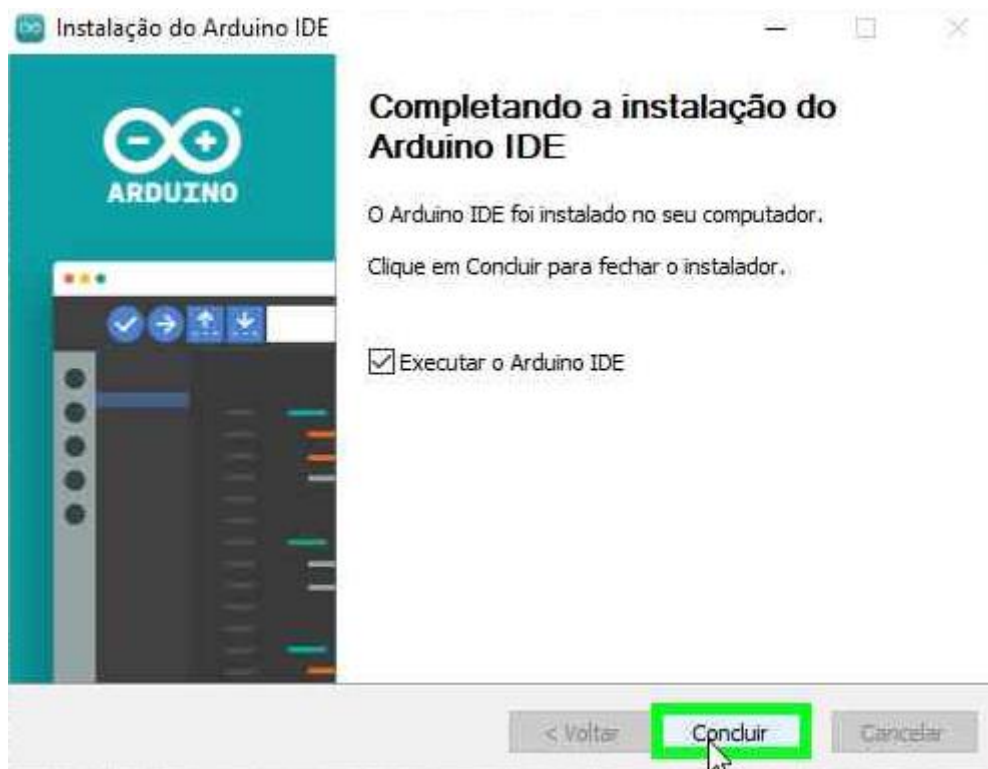 Instalação do Arduino IDE
ARDUINO
Completando a instalação do
Arduino IDE
O Arduino IDE foi instalado no seu computador.
Clique em Concluir para fechar o instalador.
Executar o Arduino IDE
< Voltar
Concluir
Cancelar